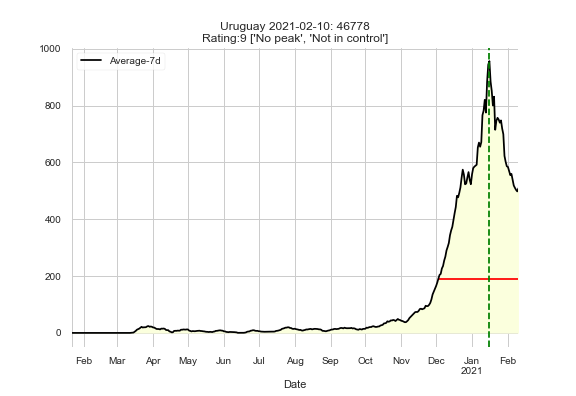 Uruguay 2021-02-10: 46778
Rating:9 ['No peak', 'Not in control']
1000
Average-7d
800
600
400
200
0
Feb Mar Apr May Jun Jul Aug Sep Oct Nov Dec Jan Feb
2021
Date